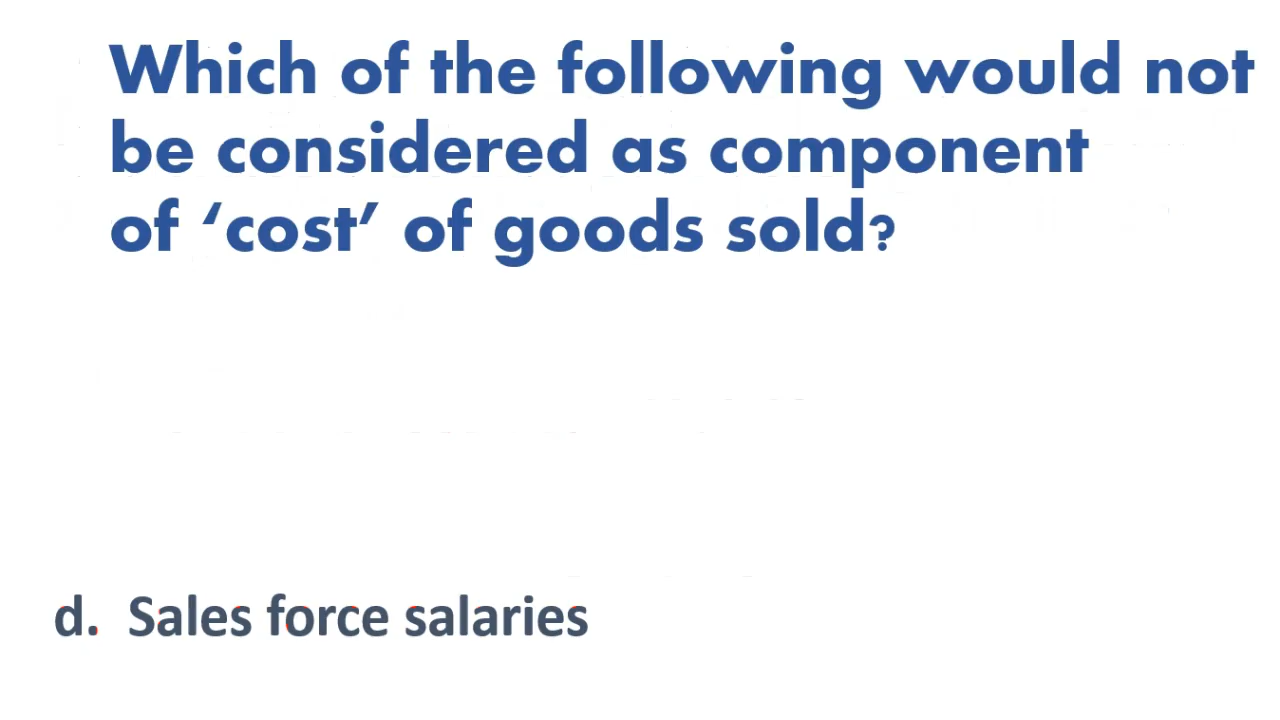 Which of the following would not
be considered as component
of ‘cost’ of goods sold?
d. Sales force salaries